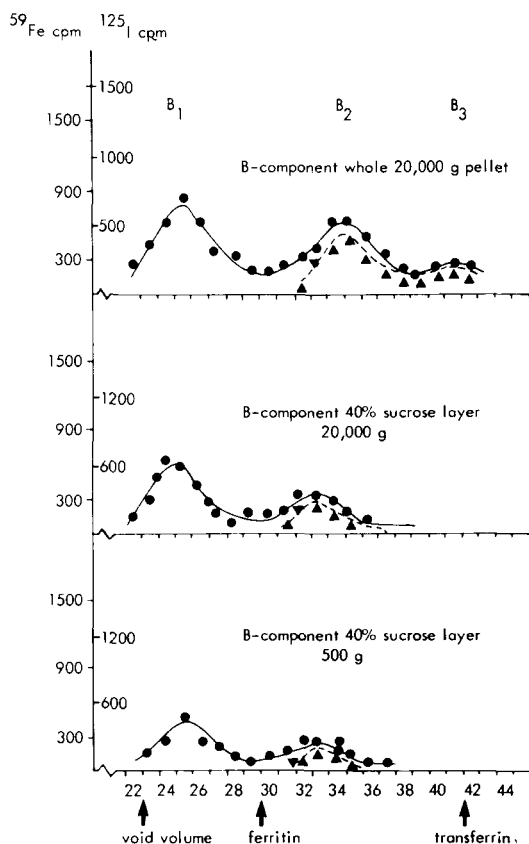 59Fe cpm 125I cpm
1500
1500
B1 B2 B3
B-component whole 20,000 g pellet
1000
900
500
300
1500
1200
B-component 40% sucrose layer
20,000 g
900
600
300
1500
1200
B-component 40% sucrose layer
500 g
900
600
300
22 24 26 28 30 32 34 36 38 40 42 44
void volume ferritin transferrin